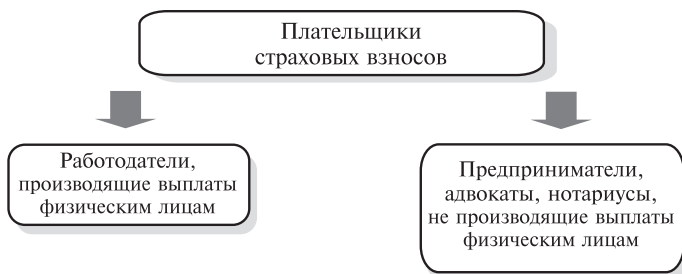 Плательщики
страховых взносов
Работодатели,
производящие выплаты
физическим лицам
Предприниматели,
адвокаты, нотариусы,
не производящие выплаты
физическим лицам